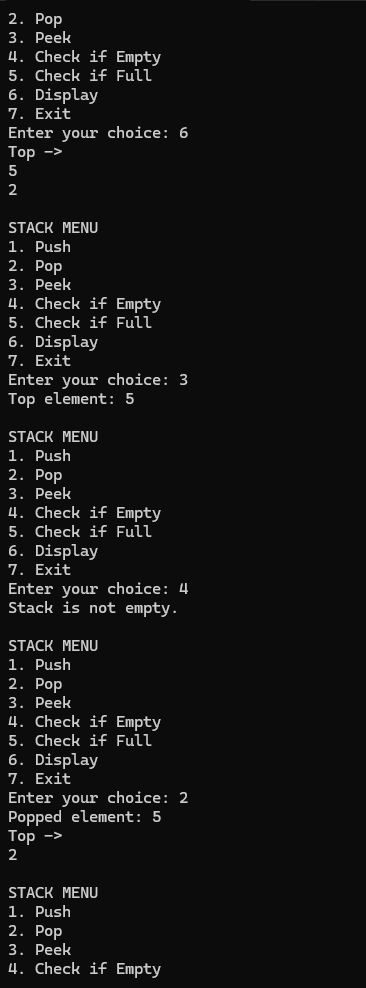 2. Pop
3. Peek
4. Check if Empty
5. Check if Full
6. Display
7. Exit
Enter your choice: 6
Top ->
5
2

STACK MENU
1. Push
2. Pop
3. Peek
4. Check if Empty
5. Check if Full
6. Display
7. Exit
Enter your choice: 3
Top element: 5

STACK MENU
1. Push
2. Pop
3. Peek
4. Check if Empty
5. Check if Full
6. Display
7. Exit
Enter your choice: 4
Stack is not empty.

STACK MENU
1. Push
2. Pop
3. Peek
4. Check if Empty
5. Check if Full
6. Display
7. Exit
Enter your choice: 2
Popped element: 5
Top ->
2

STACK MENU
1. Push
2. Pop
3. Peek
4. Check if Empty